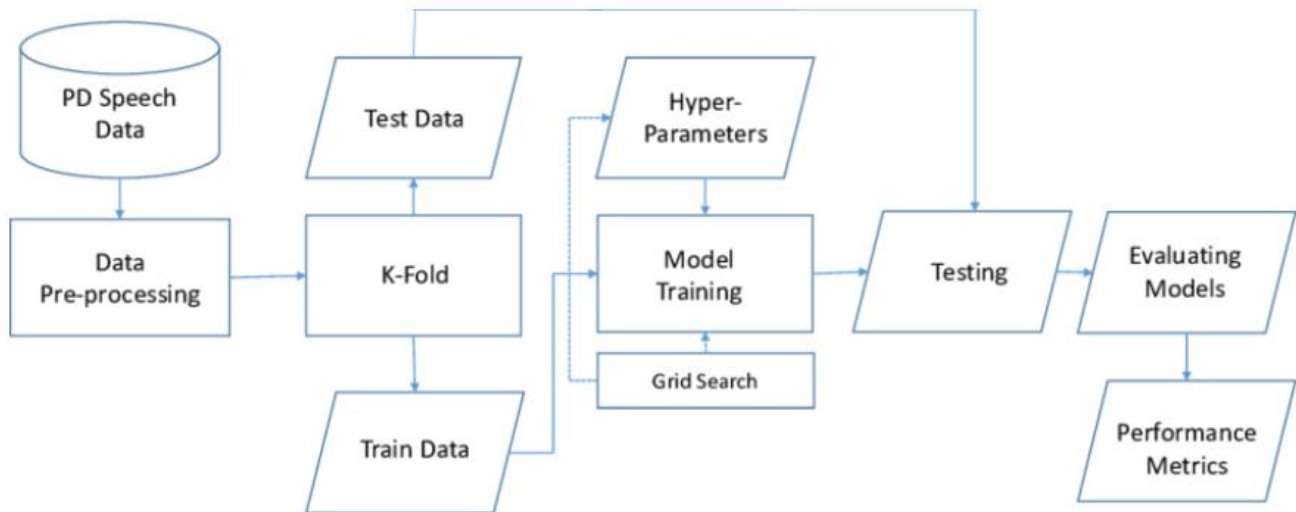 PD Speech
Data
Test Data
Hyper-
Parameters
Data
Pre-processing
K-Fold
Model
Training
Testing
Evaluating
Models
Grid Search
Train Data
Performance
Metrics